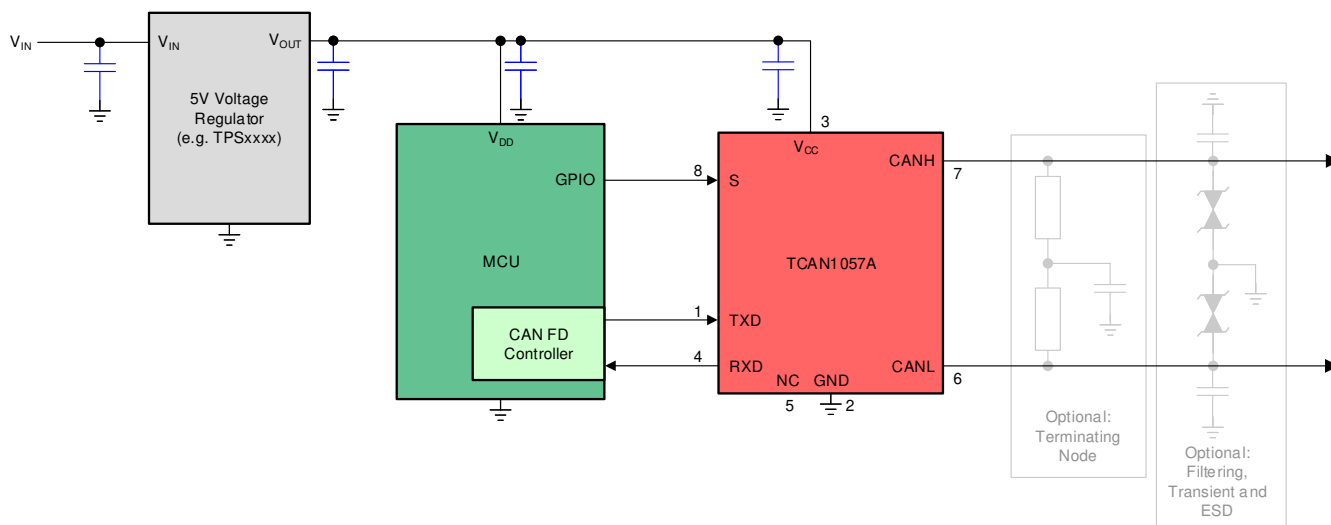 VIN
VIN
VOUT
5V Voltage
Regulator
(e.g. TPSxxxx)
VDD
GPIO
MCU
CAN FD
Controller
8
S
1
TXD
4
RXD
3
VCC
TCAN1057A
CANH
7
CANL
6
NC
GND
5
2
Optional:
Terminating
Node
Optional:
Filtering,
Transient and
ESD